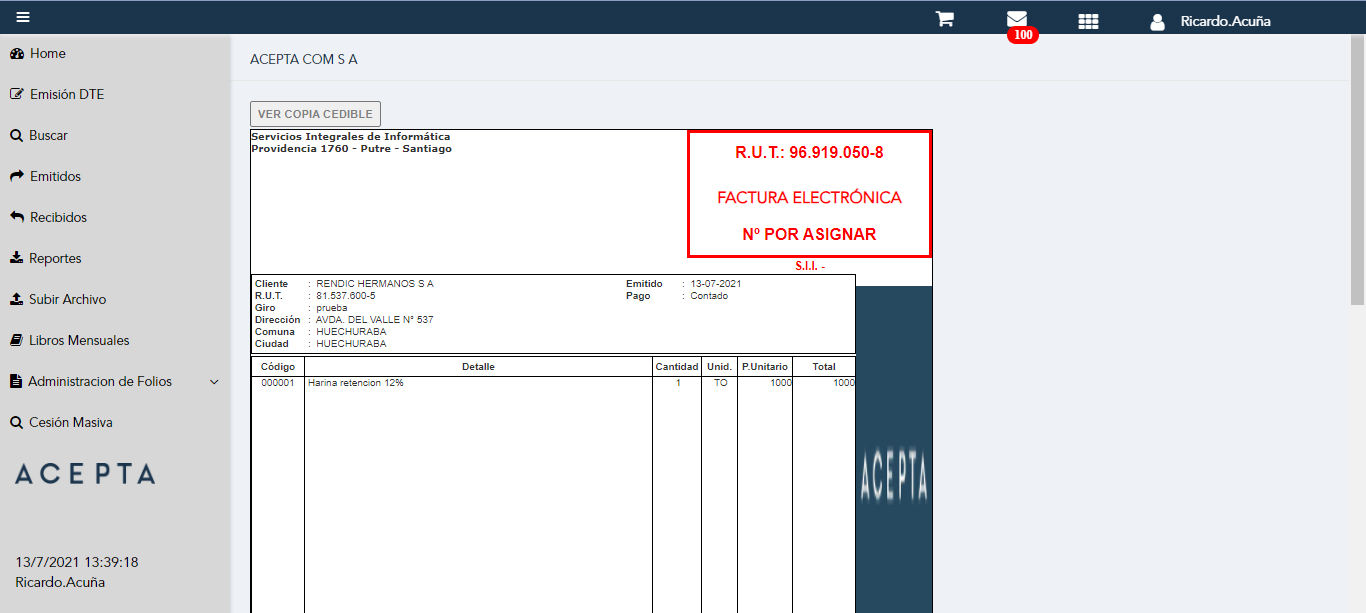 Ricardo.Acuña
100
Home
Emisión DTE
Buscar
Emitidos
Recibidos
Reportes
Subir Archivo
Libros Mensuales
Administracion de Folios
Cesión Masiva
ACEPTA
13/7/2021 13:39:18
Ricardo.Acuña
ACEPTA COM S A
VER COPIA CEDIBLE
Servicios Integrales de Informática
Providencia 1760 - Putre - Santiago
R.U.T.: 96.919.050-8
FACTURA ELECTRÓNICA
Nº POR ASIGNAR
S.I.I. -
Cliente : RENDIC HERMANOS S A Emitido : 13-07-2021
R.U.T. : 81.537.600-5 Pago : Contado
Giro : prueba
Dirección : AVDA. DEL VALLE N° 537
Comuna : HUECHURABA
Ciudad : HUECHURABA
Código Detalle Cantidad Unid. P.Unitario Total
000001 Harina retencion 12% 1 TO 1000 1000
ACEPTA